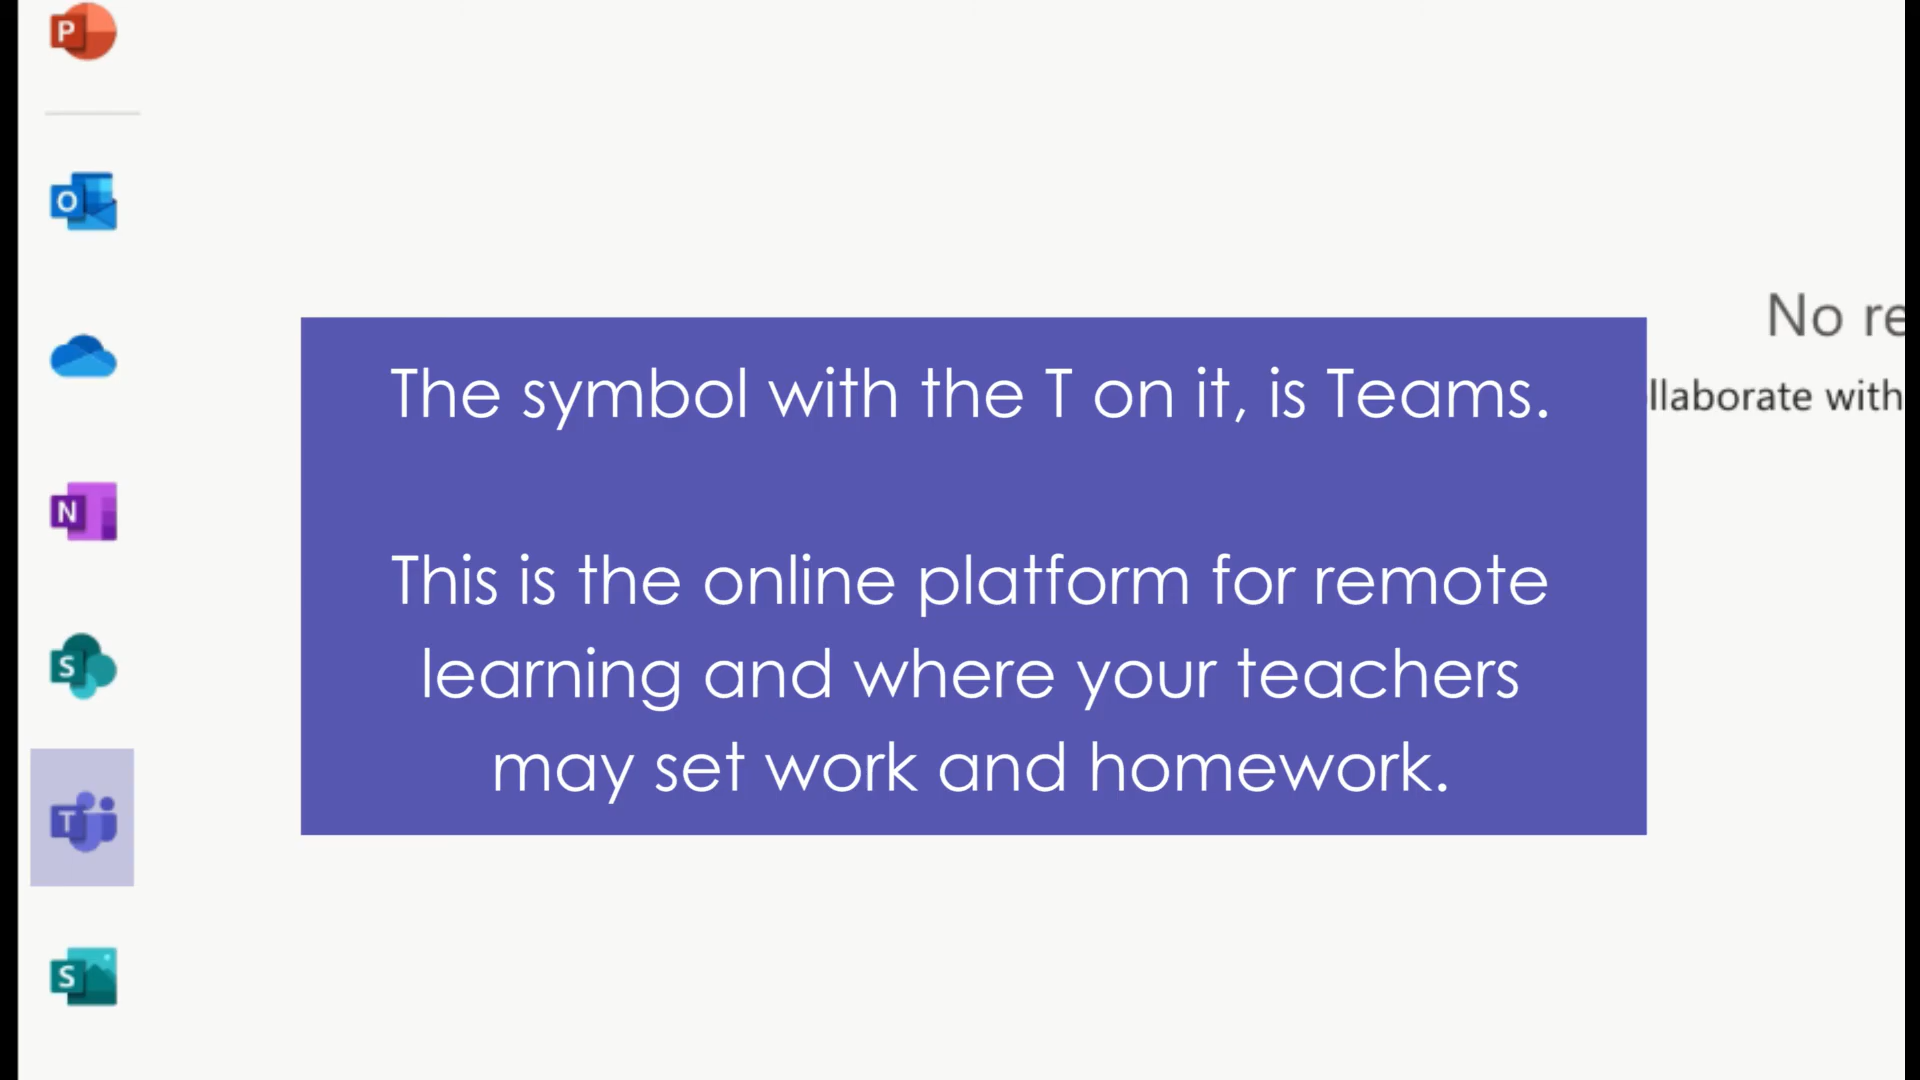 P
O
No re
The symbol with the T on it, is Teams.
llaborate with
N
This is the online platform for remote
learning and where your teachers
S
may set work and homework.
T
S